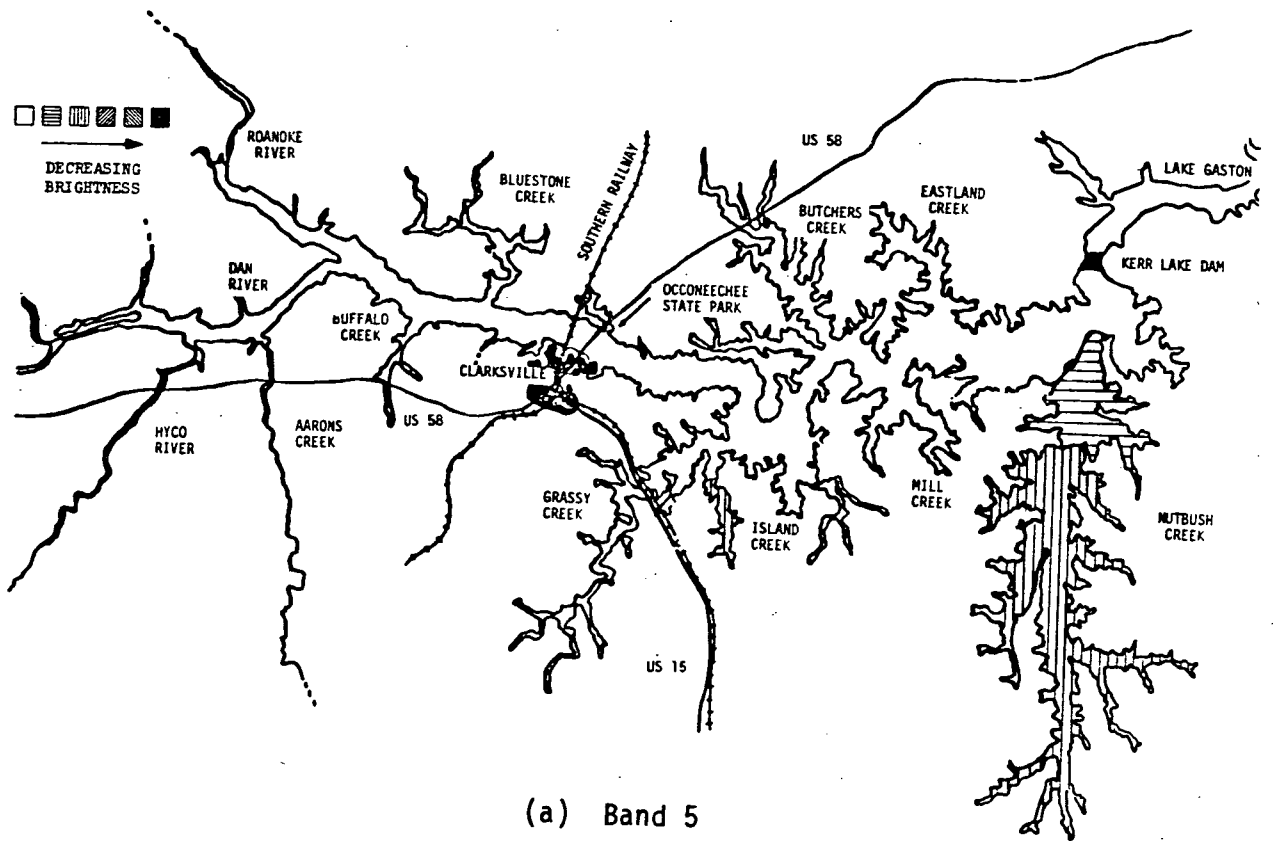 DECREASING
BRIGHTNESS
ROANOKE
RIVER
BLUESTONE
CREEK
SOUTHERN RAILWAY
US 58
LAKE GASTON
EASTLAND
CREEK
BUTCHERS
CREEK
KERR LAKE DAM
DAN
RIVER
OCCONEECHEE
STATE PARK
BUFFALO
CREEK
CLARKSVILLE
US 58
AARONS
CREEK
HYCO
RIVER
GRASSY
CREEK
ISLAND
CREEK
MILL
CREEK
NUTBUSH
CREEK
US 15
(a) Band 5